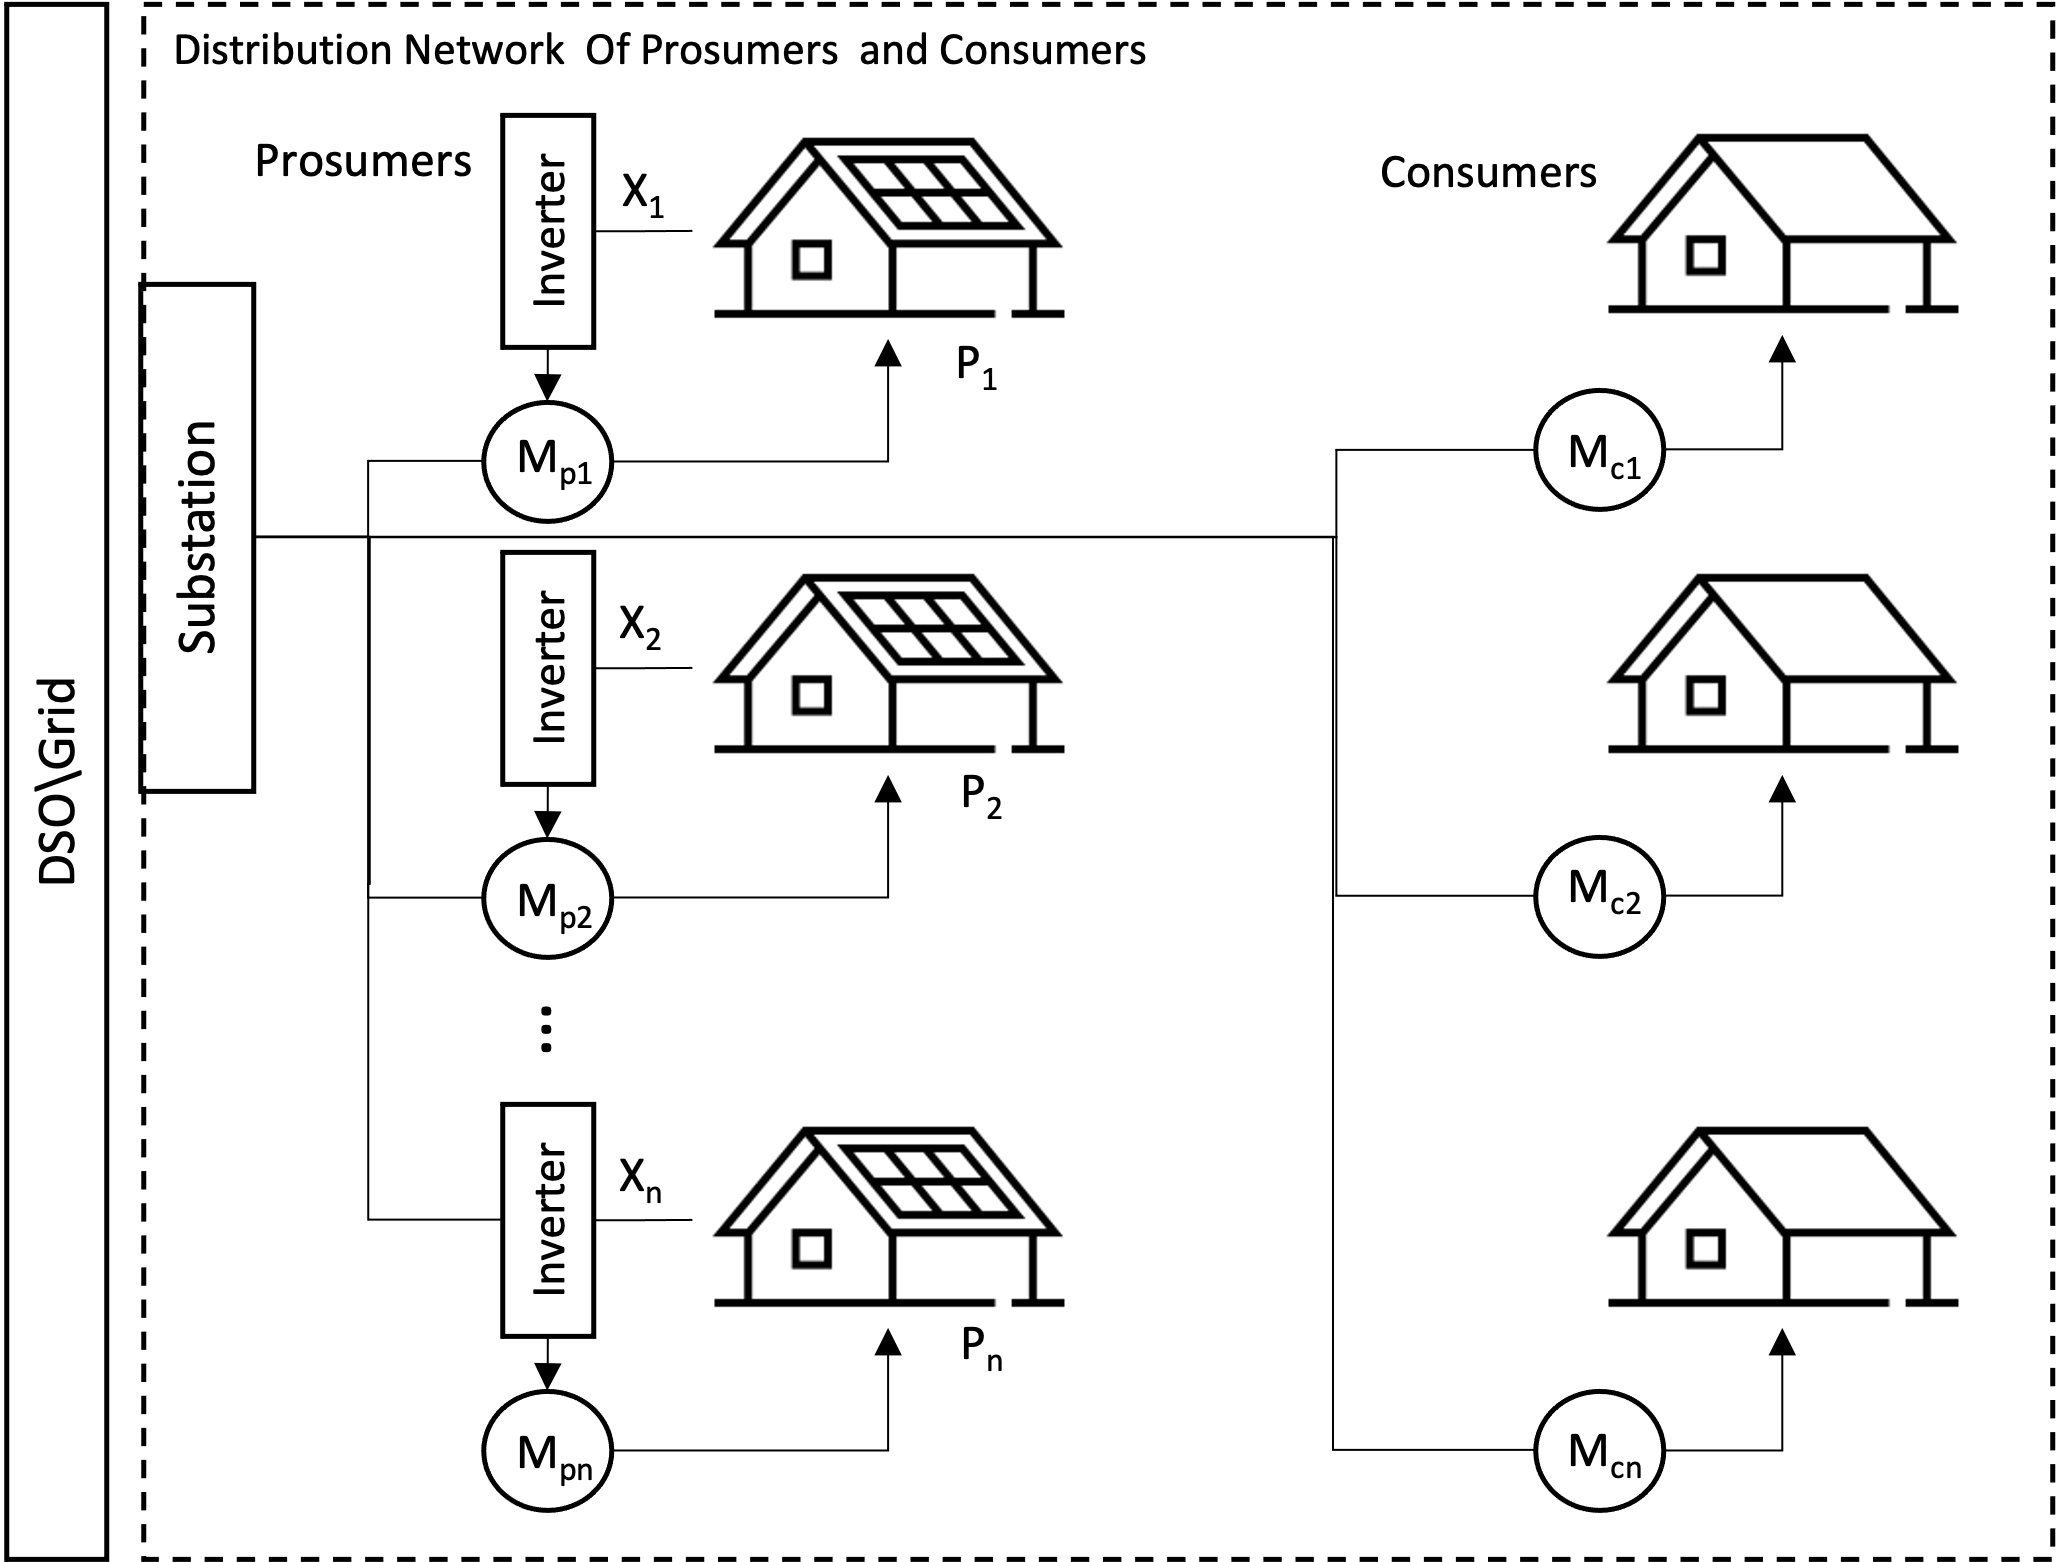 Distribution Network Of Prosumers and Consumers
Prosumers
Consumers
DSO\Grid
Substation
Inverter
X1
P1
Mp1
Mc1
Inverter
X2
P2
Mp2
Mc2
...
Inverter
Xn
Pn
Mpn
Mcn